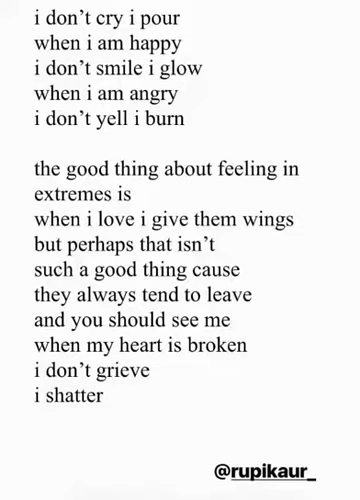 i don’t cry i pour
when i am happy
i don’t smile i glow
when i am angry
i don’t yell i burn

the good thing about feeling in
extremes is
when i love i give them wings
but perhaps that isn’t
such a good thing cause
they always tend to leave
and you should see me
when my heart is broken
i don’t grieve
i shatter

@rupikaur_